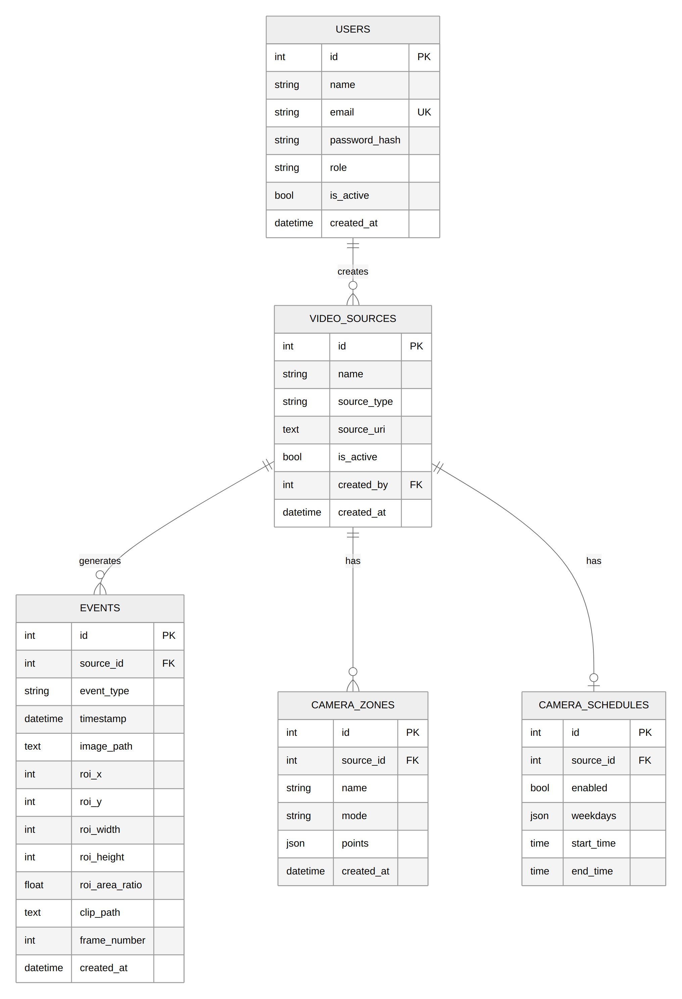 USERS
int id PK
string name
string email UK
string password_hash
string role
bool is_active
datetime created_at
creates
VIDEO_SOURCES
int id PK
string name
string source_type
text source_uri
bool is_active
int created_by FK
datetime created_at
generates
has
has
EVENTS
int id PK
int source_id FK
string event_type
datetime timestamp
text image_path
int roi_x
int roi_y
int roi_width
int roi_height
float roi_area_ratio
text clip_path
int frame_number
datetime created_at
CAMERA_ZONES
int id PK
int source_id FK
string name
string mode
json points
datetime created_at
CAMERA_SCHEDULES
int id PK
int source_id FK
bool enabled
json weekdays
time start_time
time end_time